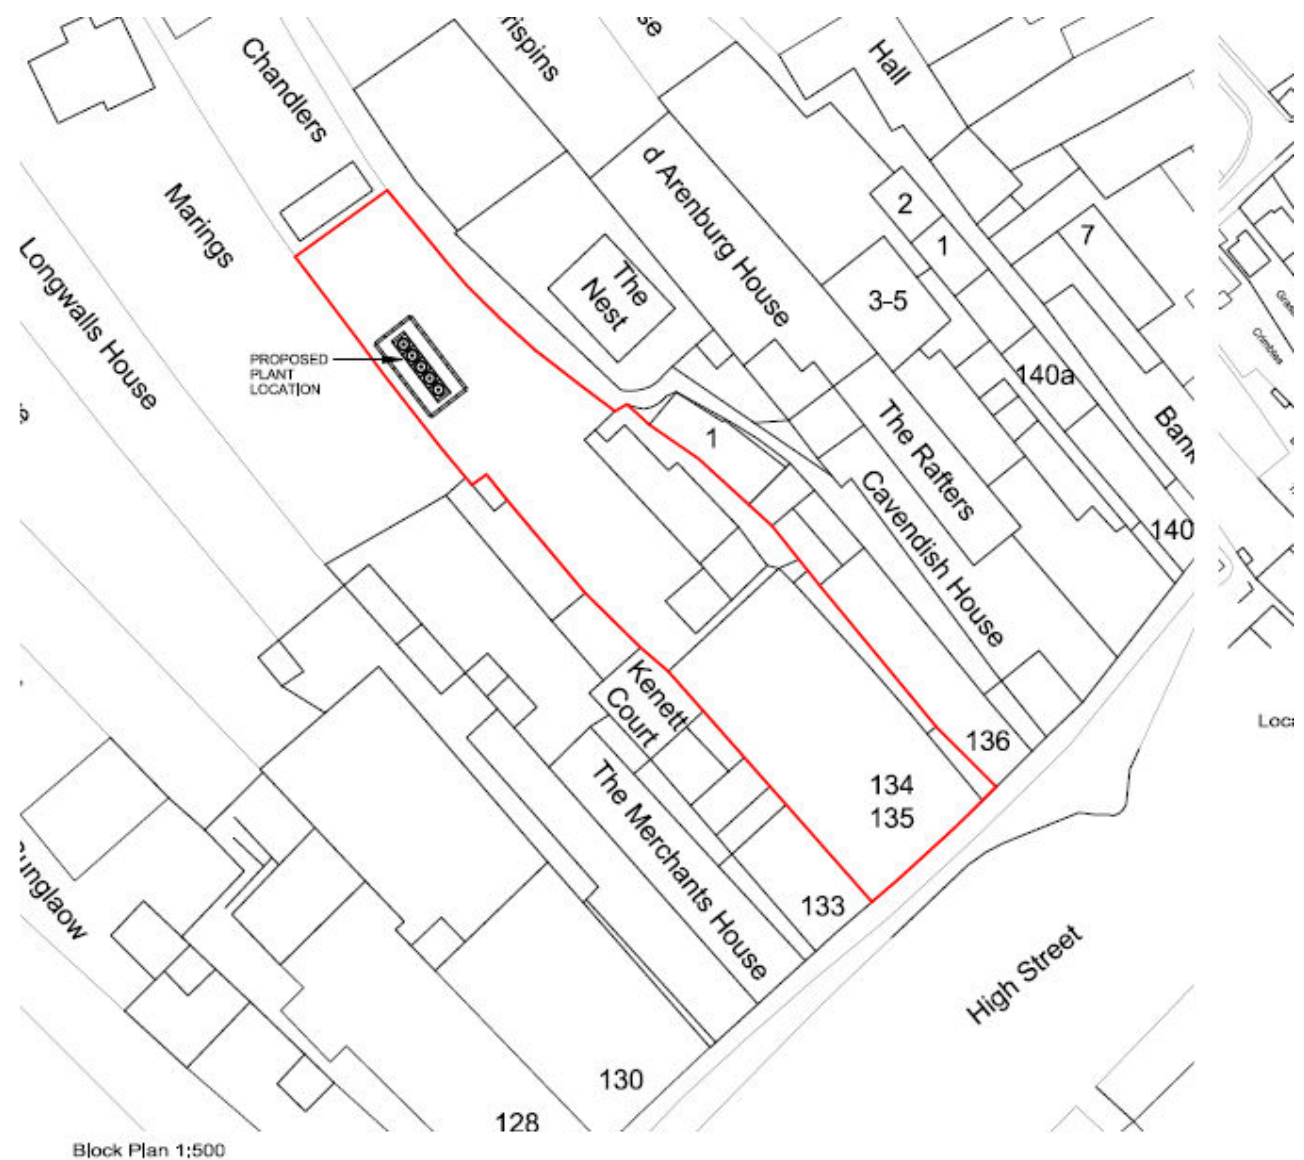 Chandlers
Hall
Marings
d Arenburg House
2
1
7
Longwalls House
The
Nest
3-5
PROPOSED
PLANT
LOCATION
140a
1
The Rafters
Cavendish House
140
Kenett
Court
136
134
135
The Merchants House
133
High Street
130
128
Block Plan 1:500